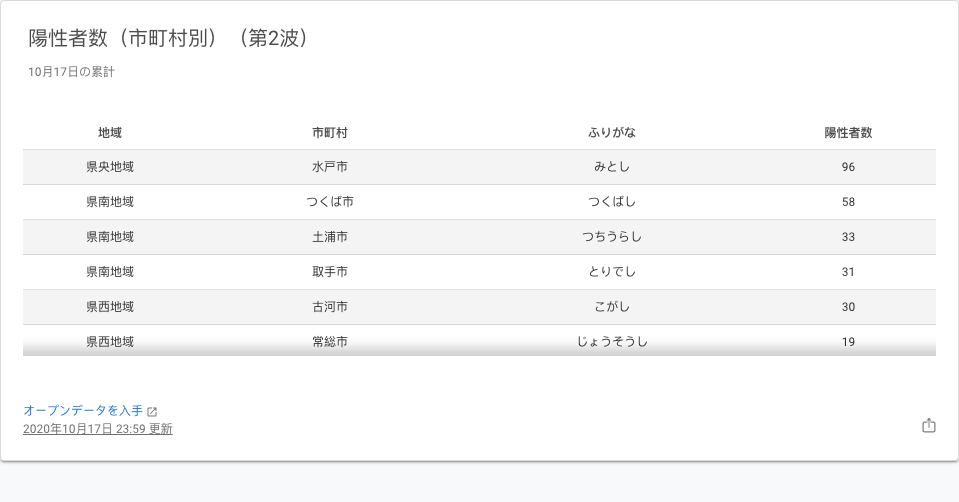 陽性者数（市町村別）（第2波）
10月17日の累計
地域 市町村 ふりがな 陽性者数
県央地域 水戸市 みとし 96
県南地域 つくば市 つくばし 58
県南地域 土浦市 つちうらし 33
県南地域 取手市 とりでし 31
県西地域 古河市 こがし 30
県西地域 常総市 じょうそうし 19
オープンデータを入手
2020年10月17日 23:59 更新